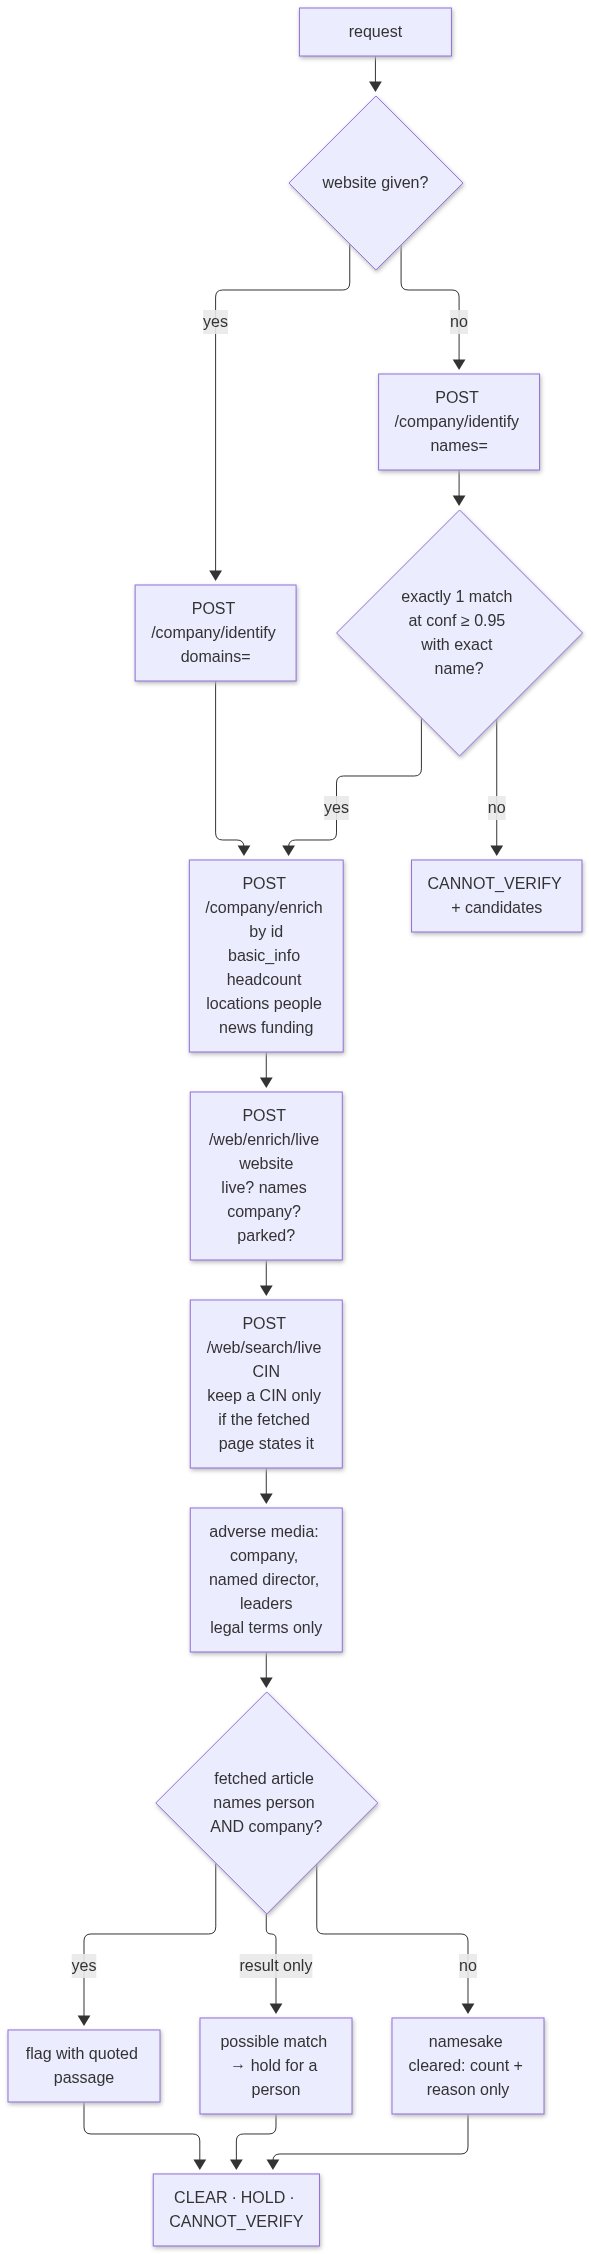 request
website given?
yes
no
POST
/company/identify
names=
exactly 1 match
at conf ≥ 0.95
with exact
name?
POST
/company/identify
domains=
yes
no
POST
/company/enrich
by id
basic_info
headcount
locations people
news funding
CANNOT_VERIFY
+ candidates
POST
/web/enrich/live
website
live? names
company?
parked?
POST
/web/search/live
CIN
keep a CIN only
if the fetched
page states it
adverse media:
company,
named director,
leaders
legal terms only
fetched article
names person
AND company?
yes
result only
no
flag with quoted
passage
possible match
→ hold for a
person
namesake
cleared: count +
reason only
CLEAR · HOLD ·
CANNOT_VERIFY